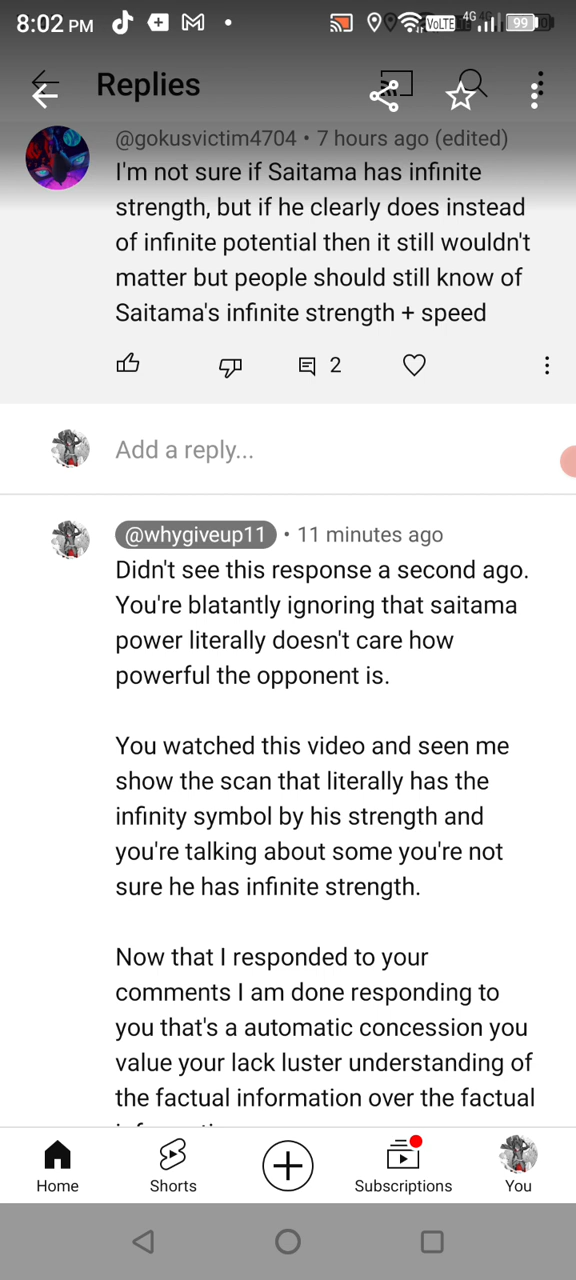 8:02 PM
VoLTE 4G 99
Replies
@gokusvictim4704 • 7 hours ago (edited)
I'm not sure if Saitama has infinite
strength, but if he clearly does instead
of infinite potential then it still wouldn't
matter but people should still know of
Saitama's infinite strength + speed
2
Add a reply...
@whygiveup11 • 11 minutes ago
Didn't see this response a second ago.
You're blatantly ignoring that saitama
power literally doesn't care how
powerful the opponent is.
You watched this video and seen me
show the scan that literally has the
infinity symbol by his strength and
you're talking about some you're not
sure he has infinite strength.
Now that I responded to your
comments I am done responding to
you that's a automatic concession you
value your lack luster understanding of
the factual information over the factual
Home
Shorts
Subscriptions
You